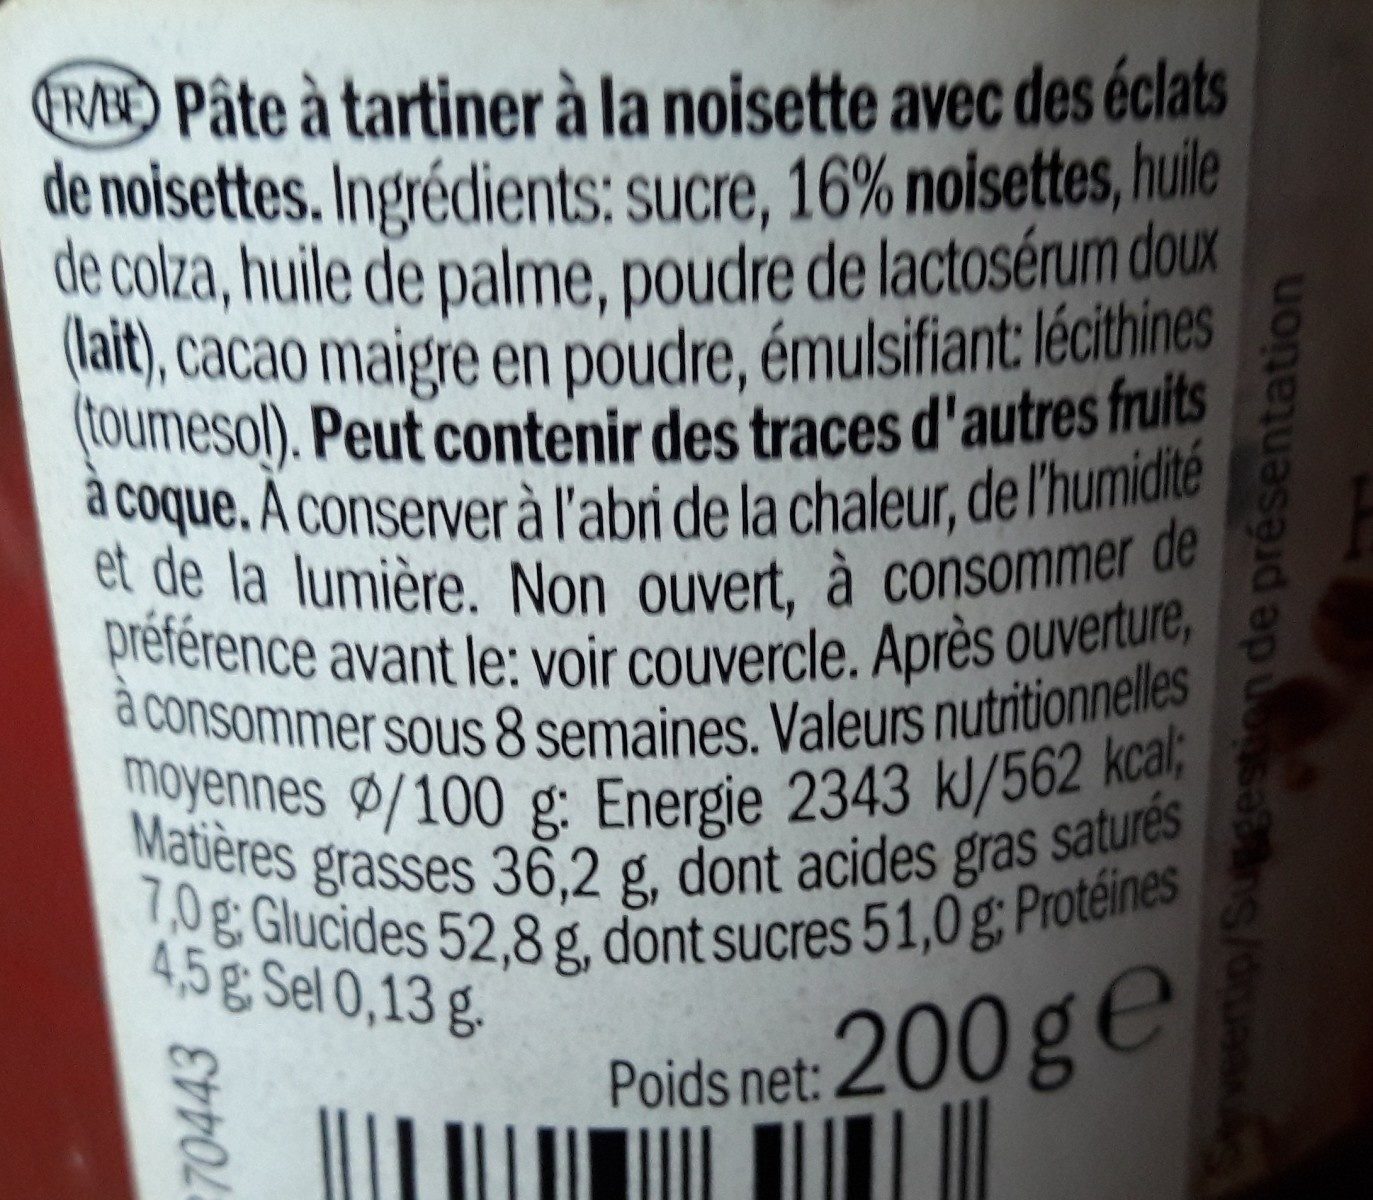 FR/BE Pâte à tartiner à la noisette avec des éclats
de noisettes. Ingrédients: sucre, 16% noisettes, huile
de colza, huile de palme, poudre de lactosérum doux
(lait), cacao maigre en poudre, émulsifiant: lécithines
(tournesol). Peut contenir des traces d'autres fruits
à coque. À conserver à l'abri de la chaleur, de l'humidité
et de la lumière. Non ouvert, à consommer de
préférence avant le: voir couvercle. Après ouverture,
à consommer sous 8 semaines. Valeurs nutritionnelles
moyennes Ø/100 g: Energie 2343 kJ/562 kcal;
Matières grasses 36,2 g, dont acides gras saturés
7,0 g; Glucides 52,8 g, dont sucres 51,0 g; Protéines
4,5 g; Sel 0,13 g.
Poids net: 200 g e
70443
Suggestion de présentation